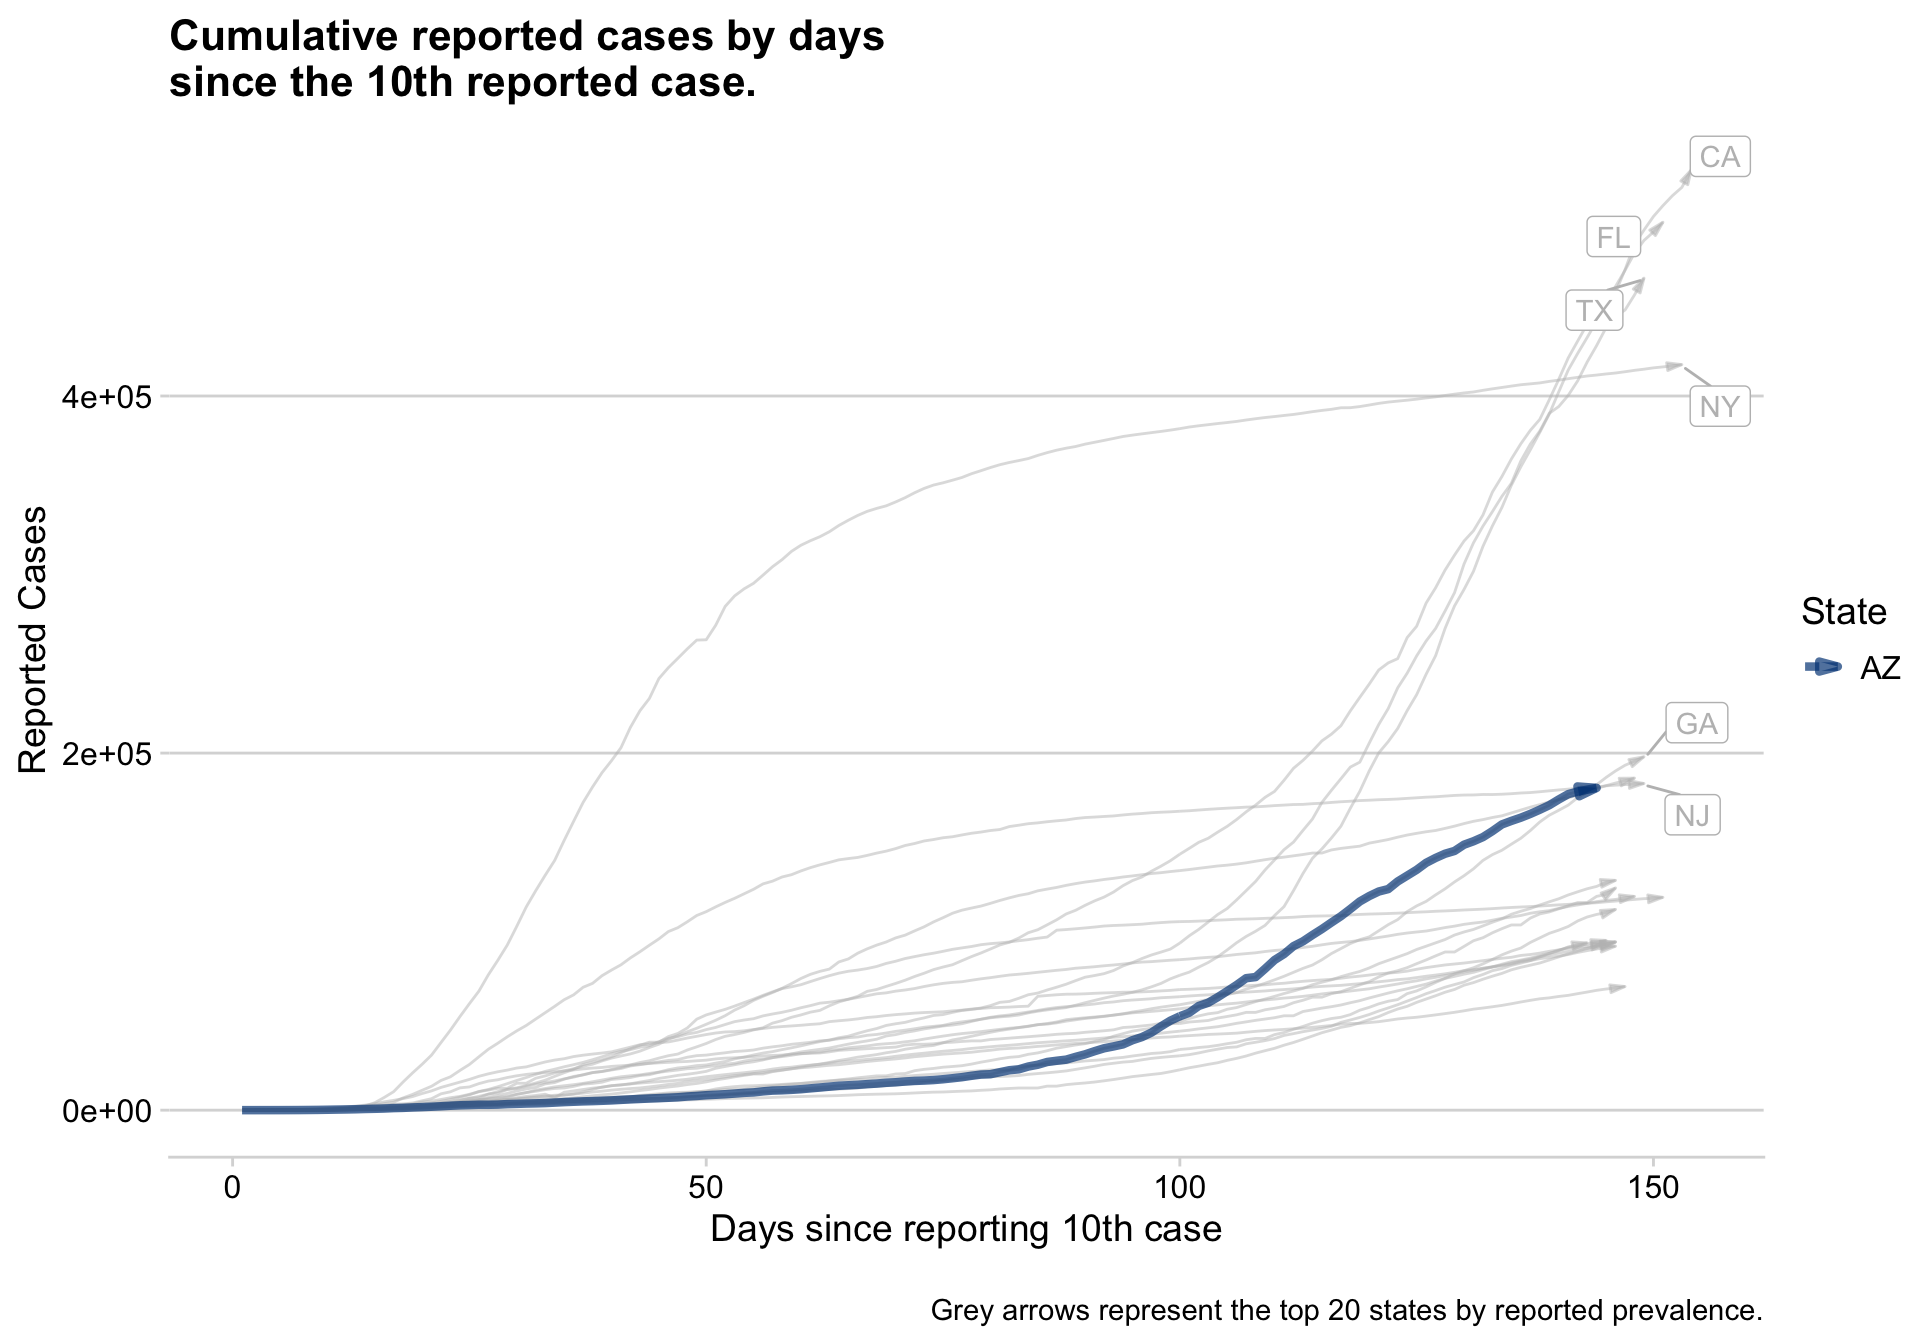 Cumulative reported cases by days
since the 10th reported case.
CA
FL
TX
4e+05
NY
Reported Cases
State
AZ
GA
2e+05
NJ
0e+00
0
50
100
150
Days since reporting 10th case
Grey arrows represent the top 20 states by reported prevalence.